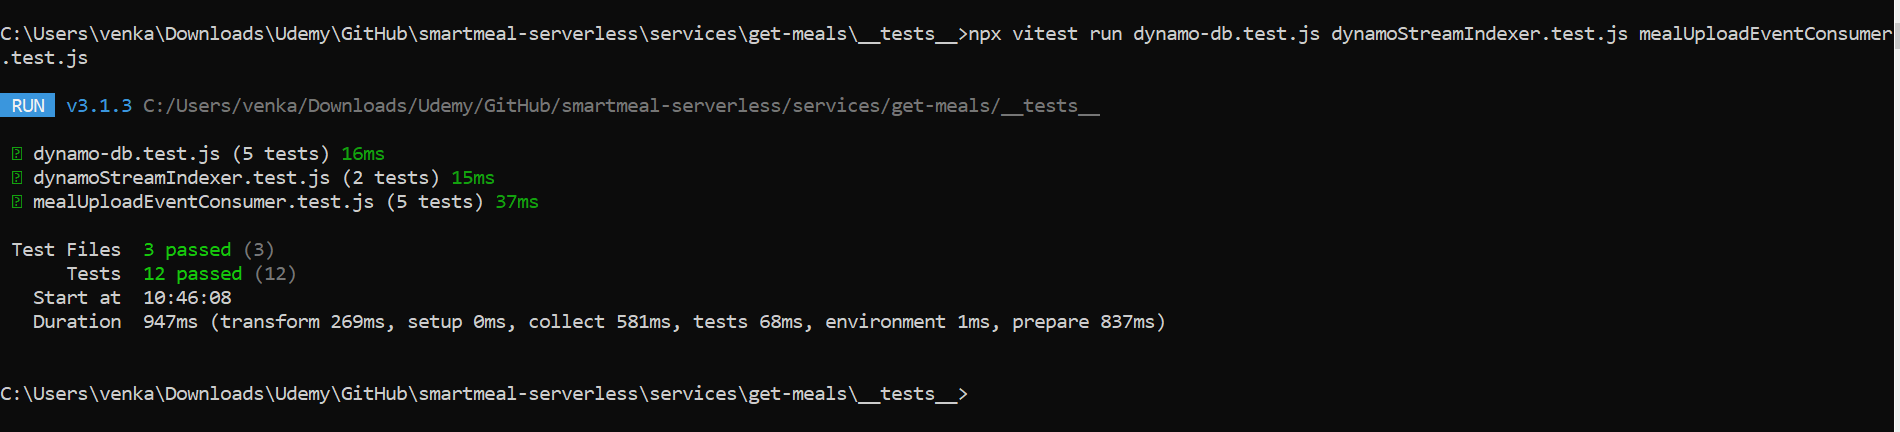 C:\Users\venka\Downloads\Udemy\GitHub\smartmeal-serverless\services\get-meals\__tests__>npx vitest run dynamo-db.test.js dynamoStreamIndexer.test.js mealUploadEventConsumer
.test.js
RUN v3.1.3 C:/Users/venka/Downloads/Udemy/GitHub/smartmeal-serverless/services/get-meals/__tests__
dynamo-db.test.js (5 tests) 16ms
dynamoStreamIndexer.test.js (2 tests) 15ms
mealUploadEventConsumer.test.js (5 tests) 37ms
Test Files 3 passed (3)
Tests 12 passed (12)
Start at 10:46:08
Duration 947ms (transform 269ms, setup 0ms, collect 581ms, tests 68ms, environment 1ms, prepare 837ms)
C:\Users\venka\Downloads\Udemy\GitHub\smartmeal-serverless\services\get-meals\__tests__>